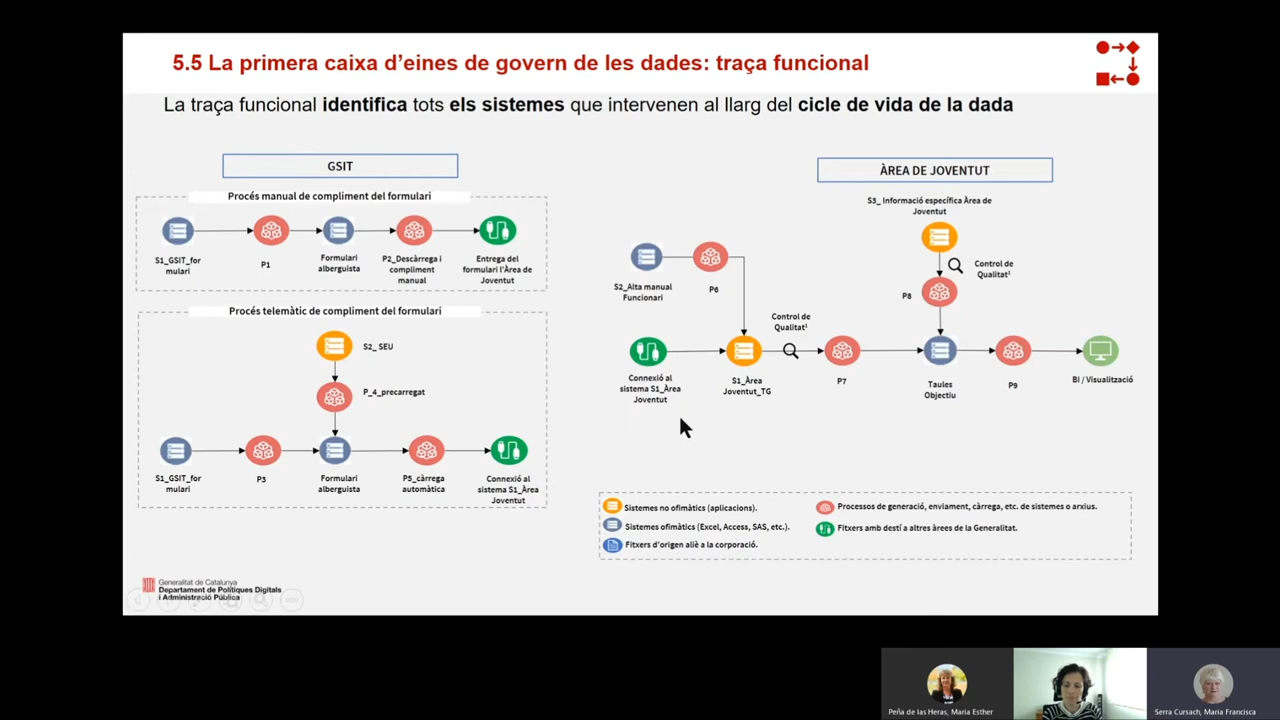 5.5 La primera caixa d'eines de govern de les dades: traça funcional
La traça funcional identifica tots els sistemes que intervenen al llarg del cicle de vida de la dada
GSIT
Procés manual de compliment del formulari
S1_GSIT_for
mulari
P1
Formulari
alberguista
P2_Descàrrega i
compliment
manual
Entrega del
formulari l'Àrea de
Joventut
Procés telemàtic de compliment del formulari
S2_ SEU
P_4_precarregat
S1_GSIT_for
mulari
P3
Formulari
alberguista
P5_càrrega
automàtica
Connexió al
sistema S1_Àrea
Joventut
ÀREA DE JOVENTUT
S3_ Informació específica Àrea de
Joventut
Control de
Qualitat¹
P8
S2_Alta manual
Funcionari
P6
Control de
Qualitat¹
Connexió al
sistema S1_Àrea
Joventut
S1_Àrea
Joventut_TG
P7
Taules
Objectiu
P9
BI / Visualització
Sistemes no ofimàtics (aplicacions).
Sistemes ofimàtics (Excel, Access, SAS, etc.).
Fitxers d'origen aliè a la corporació.
Processos de generació, enviament, càrrega, etc. de sistemes o arxius.
Fitxers amb destí a altres àrees de la Generalitat.
Generalitat de Catalunya
Departament de Polítiques Digitals
i Administració Pública
Peña de las Heras, Maria Esther
Serra Cursach, Maria Francisca